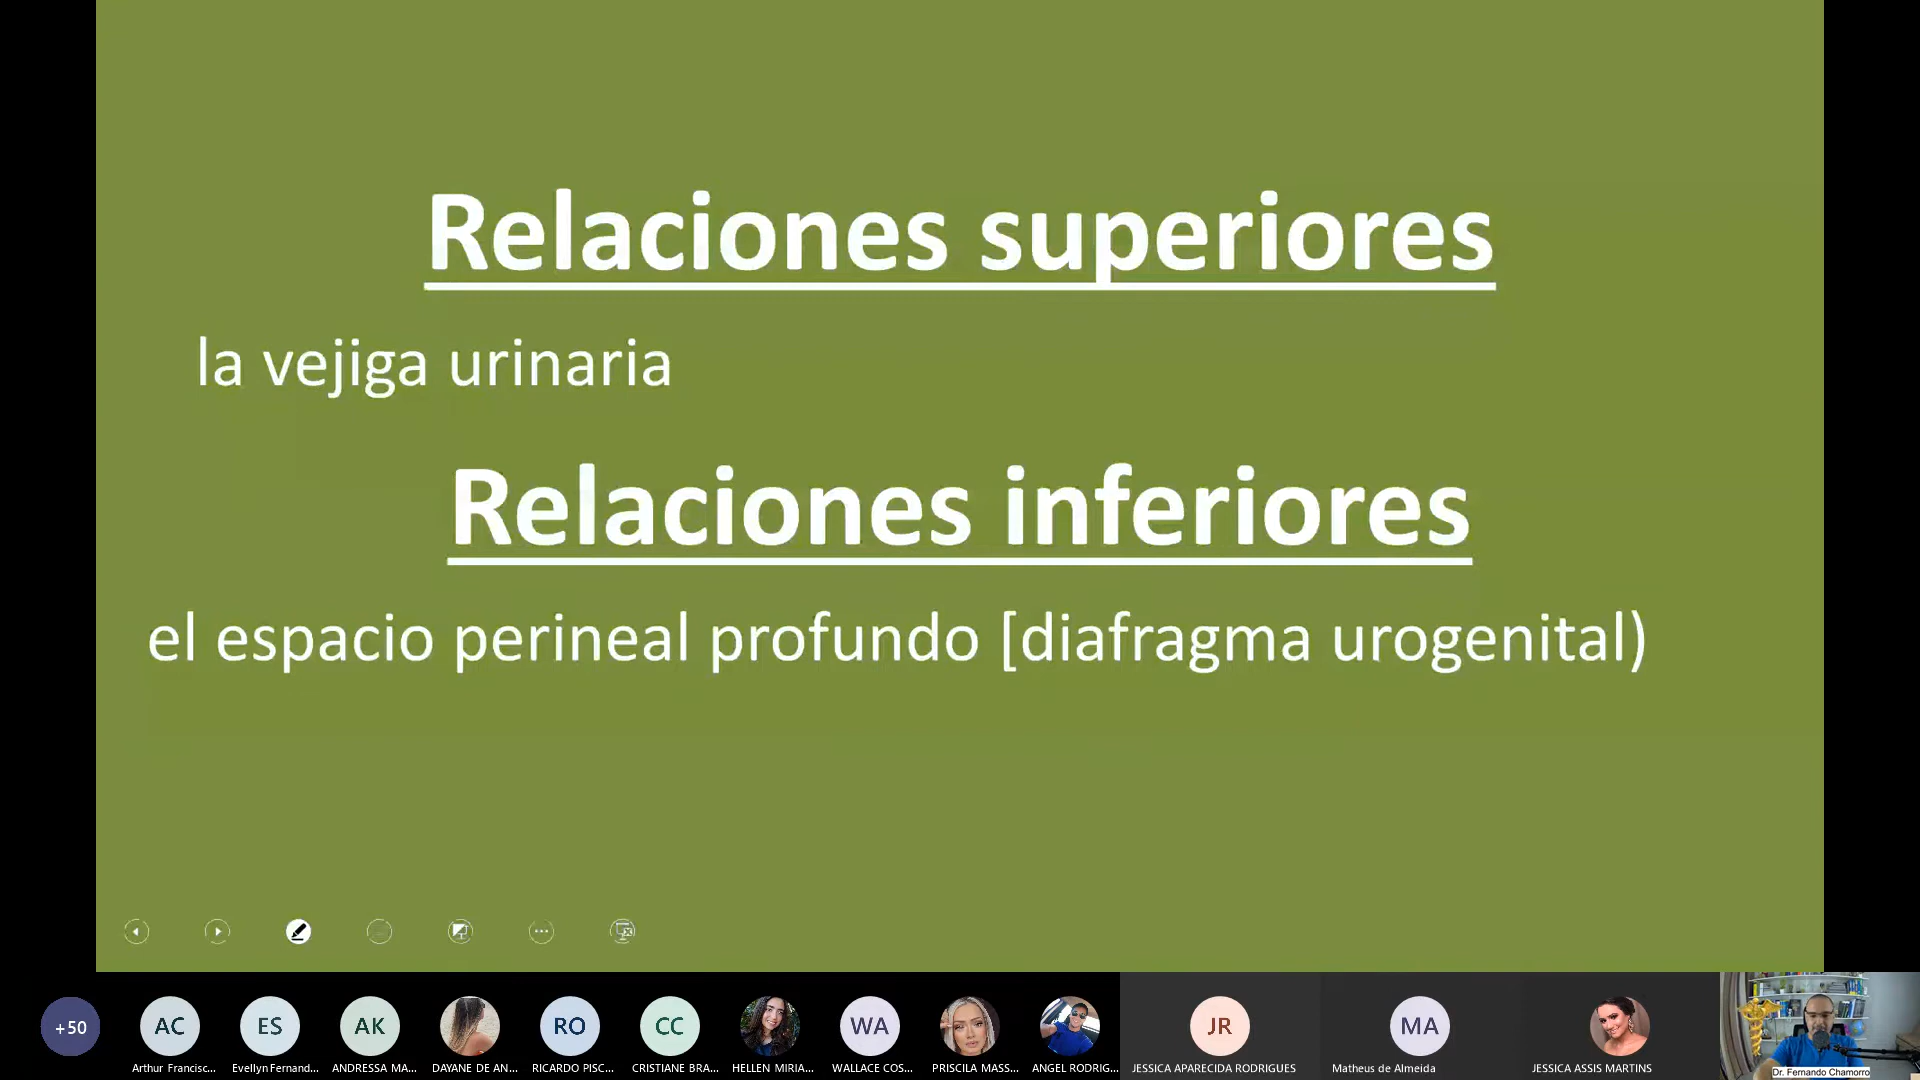 Relaciones superiores
la vejiga urinaria
Relaciones inferiores
el espacio perineal profundo [diafragma urogenital)
+50
AC
ES
AK
RO
CC
WA
JR
MA
Arthur Francisc...
Evellyn Fernand...
ANDRESSA MA...
DAYANE DE AN...
RICARDO PISC...
CRISTIANE BRA...
HELLEN MIRIA...
WALLACE COS...
PRISCILA MASS...
ANGEL RODRIG...
JESSICA APARECIDA RODRIGUES
Matheus de Almeida
JESSICA ASSIS MARTINS
Dr. Fernando Chamorro